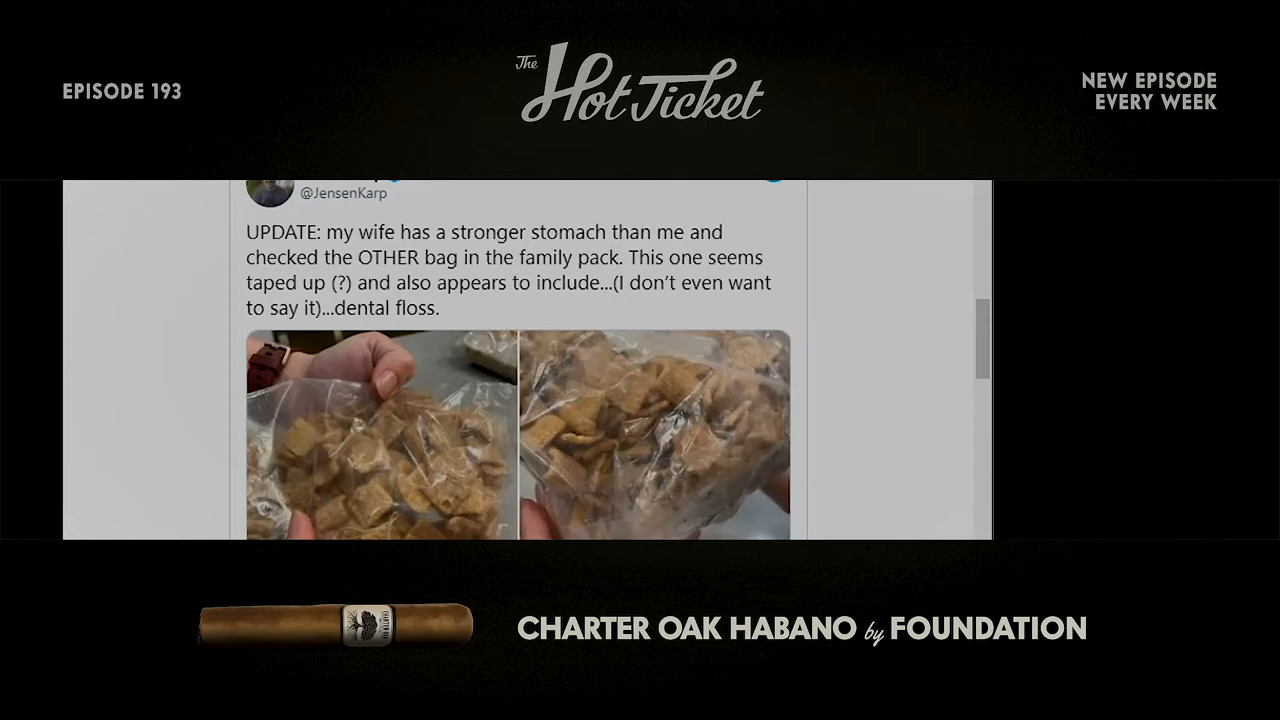 EPISODE 193
The Hot Ticket
NEW EPISODE
EVERY WEEK
@JensenKarp
UPDATE: my wife has a stronger stomach than me and
checked the OTHER bag in the family pack. This one seems
taped up (?) and also appears to include...(I don't even want
to say it)...dental floss.
CHARTER OAK
CHARTER OAK HABANO by FOUNDATION